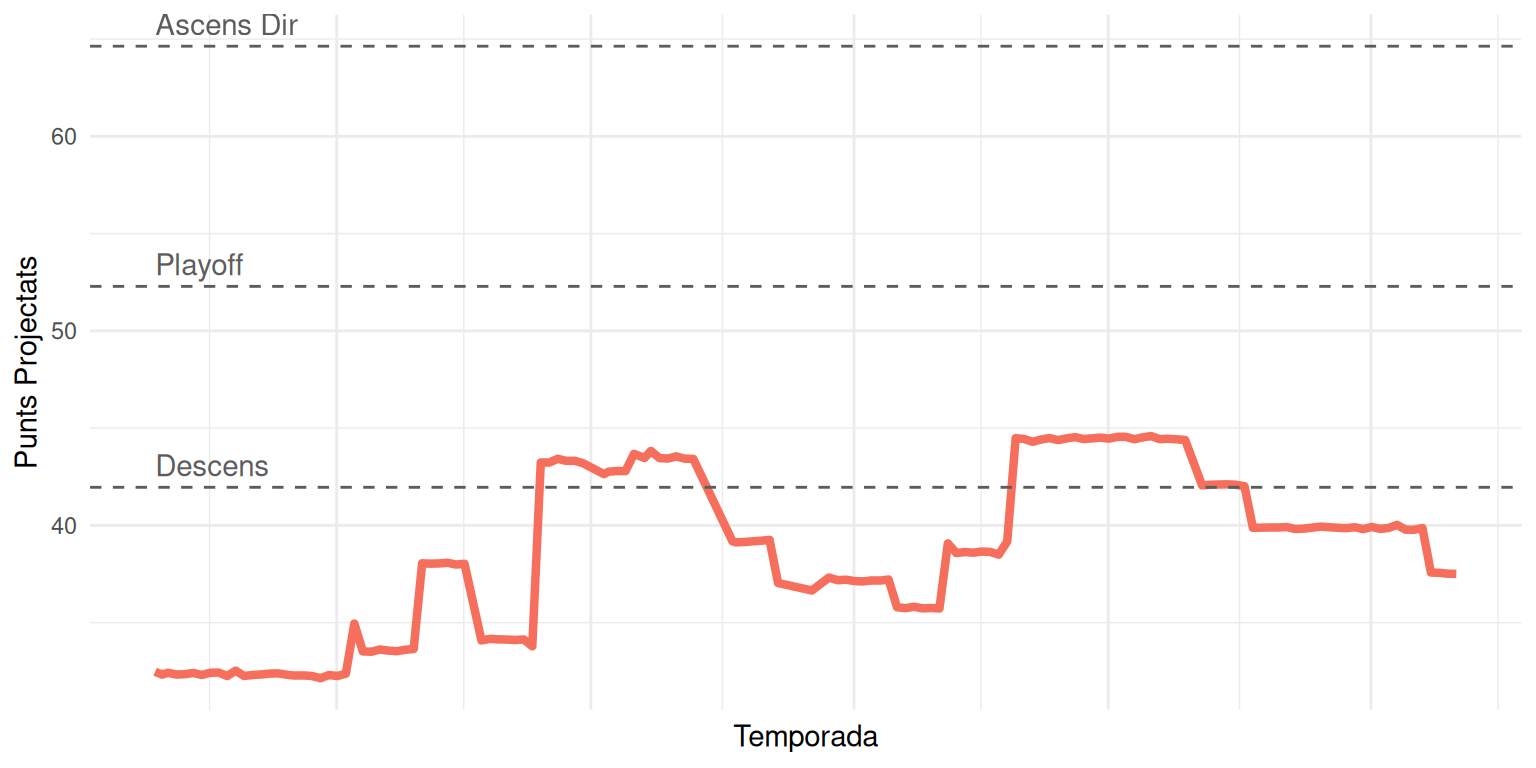 Ascens Dir
60
Playoff
50
Descens
40
Punts Projectats
Temporada